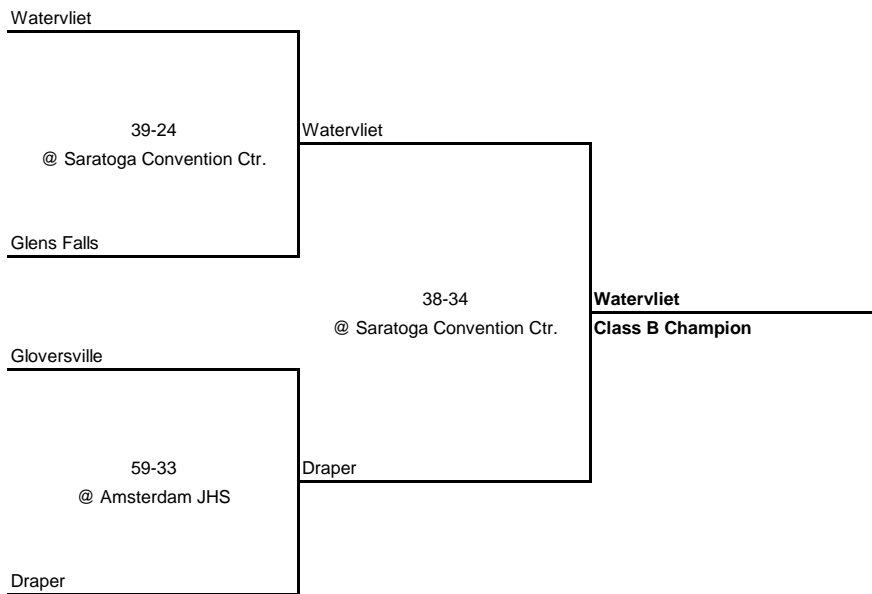 Watervliet
39-24
@ Saratoga Convention Ctr.
Watervliet
Glens Falls
38-34
@ Saratoga Convention Ctr.
Watervliet
Class B Champion
Gloversville
59-33
@ Amsterdam JHS
Draper
Draper